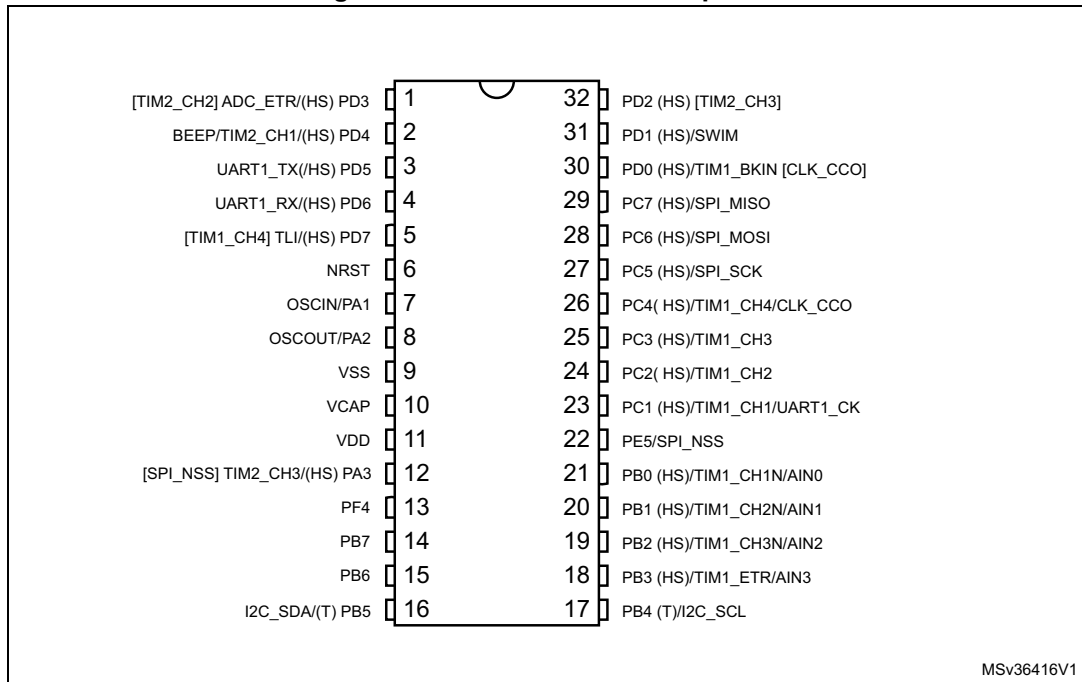 [TIM2_CH2] ADC_ETR/(HS) PD3 1 32 PD2 (HS) [TIM2_CH3]
BEEP/TIM2_CH1/(HS) PD4 2 31 PD1 (HS)/SWIM
UART1_TX(/HS) PD5 3 30 PD0 (HS)/TIM1_BKIN [CLK_CCO]
UART1_RX/(HS) PD6 4 29 PC7 (HS)/SPI_MISO
[TIM1_CH4] TLI/(HS) PD7 5 28 PC6 (HS)/SPI_MOSI
NRST 6 27 PC5 (HS)/SPI_SCK
OSCIN/PA1 7 26 PC4( HS)/TIM1_CH4/CLK_CCO
OSCOUT/PA2 8 25 PC3 (HS)/TIM1_CH3
VSS 9 24 PC2( HS)/TIM1_CH2
VCAP 10 23 PC1 (HS)/TIM1_CH1/UART1_CK
VDD 11 22 PE5/SPI_NSS
[SPI_NSS] TIM2_CH3/(HS) PA3 12 21 PB0 (HS)/TIM1_CH1N/AIN0
PF4 13 20 PB1 (HS)/TIM1_CH2N/AIN1
PB7 14 19 PB2 (HS)/TIM1_CH3N/AIN2
PB6 15 18 PB3 (HS)/TIM1_ETR/AIN3
I2C_SDA/(T) PB5 16 17 PB4 (T)/I2C_SCL
MSv36416V1